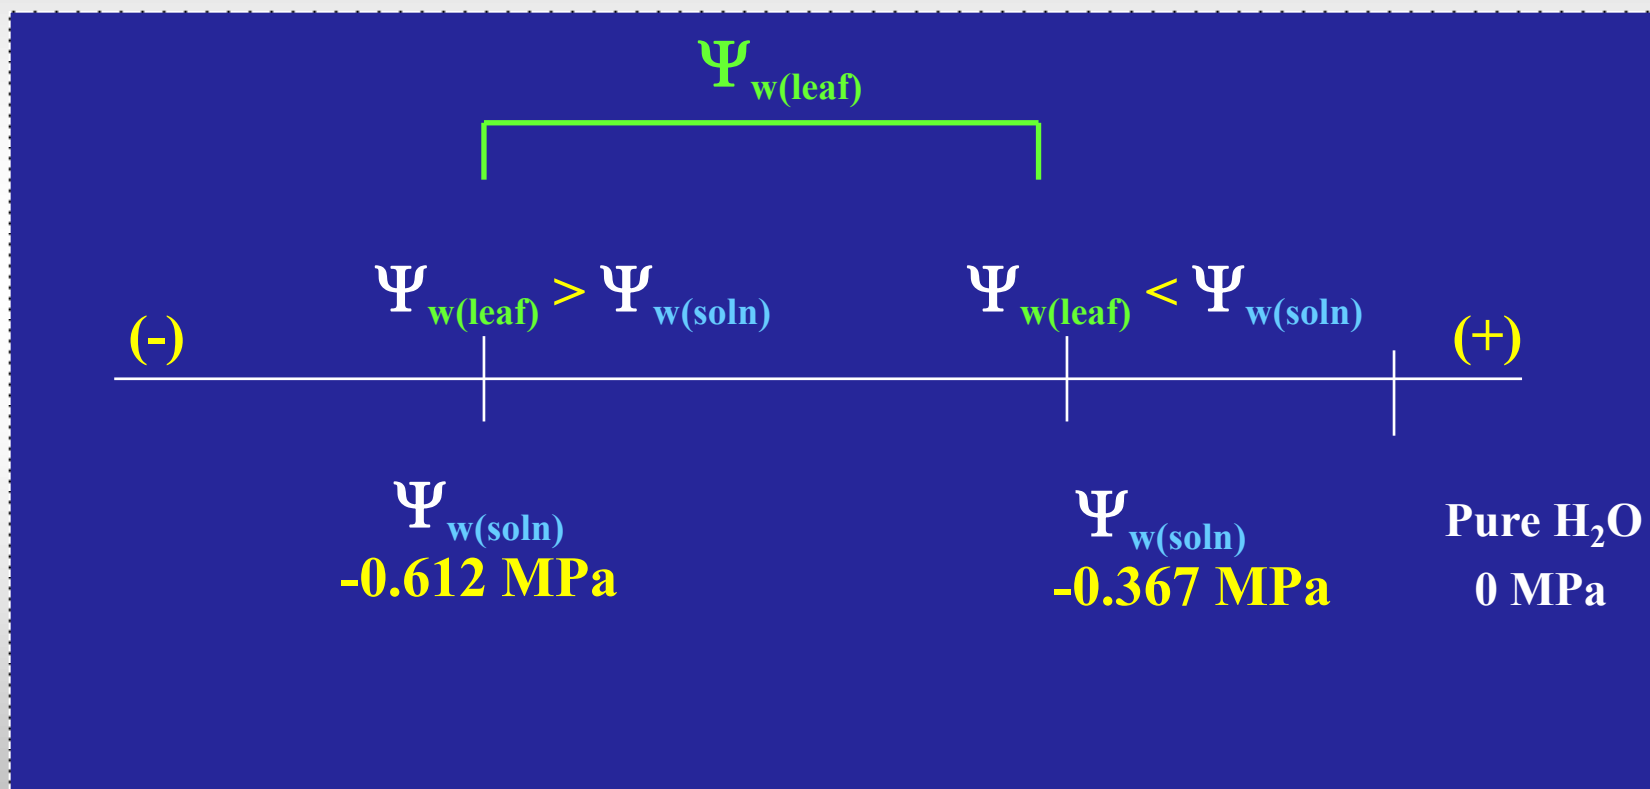 Ψw(leaf)
Ψw(leaf) > Ψw(soln) Ψw(leaf) < Ψw(soln)
(-) (+)
Ψw(soln) Ψw(soln) Pure H₂O
-0.612 MPa -0.367 MPa 0 MPa